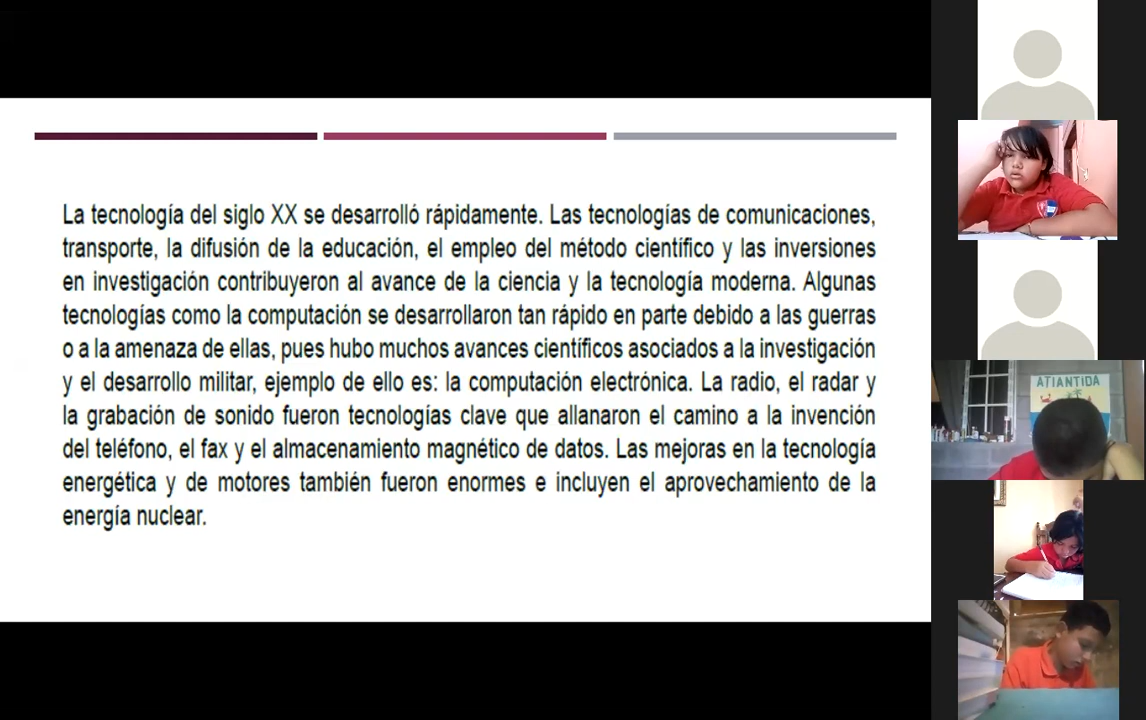 La tecnología del siglo XX se desarrolló rápidamente. Las tecnologías de comunicaciones,
transporte, la difusión de la educación, el empleo del método científico y las inversiones
en investigación contribuyeron al avance de la ciencia y la tecnología moderna. Algunas
tecnologías como la computación se desarrollaron tan rápido en parte debido a las guerras
o a la amenaza de ellas, pues hubo muchos avances científicos asociados a la investigación
y el desarrollo militar, ejemplo de ello es: la computación electrónica. La radio, el radar y
la grabación de sonido fueron tecnologías clave que allanaron el camino a la invención
del teléfono, el fax y el almacenamiento magnético de datos. Las mejoras en la tecnología
energética y de motores también fueron enormes e incluyen el aprovechamiento de la
energía nuclear.
ATLANTIDA